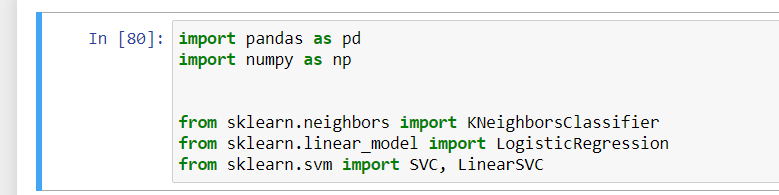 In [80]: import pandas as pd
import numpy as np
from sklearn.neighbors import KNeighborsClassifier
from sklearn.linear_model import LogisticRegression
from sklearn.svm import SVC, LinearSVC